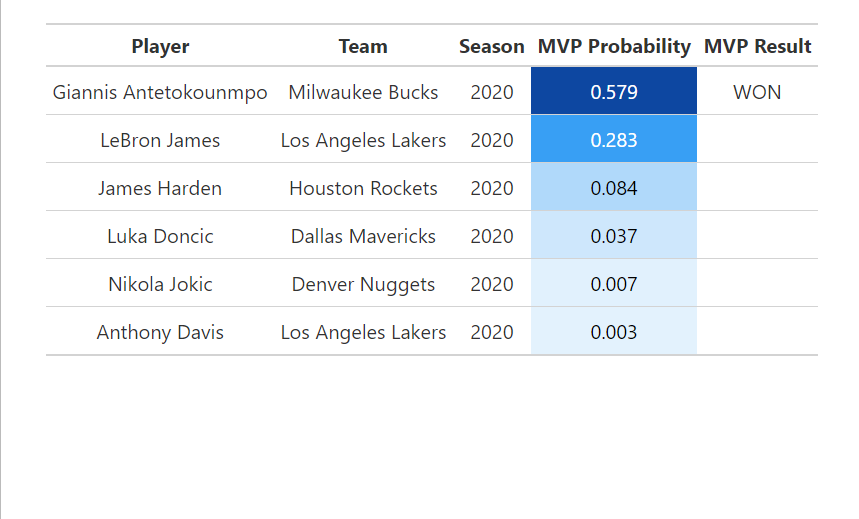 Player Team Season MVP Probability MVP Result
Giannis Antetokounmpo Milwaukee Bucks 2020 0.579 WON
LeBron James Los Angeles Lakers 2020 0.283
James Harden Houston Rockets 2020 0.084
Luka Doncic Dallas Mavericks 2020 0.037
Nikola Jokic Denver Nuggets 2020 0.007
Anthony Davis Los Angeles Lakers 2020 0.003